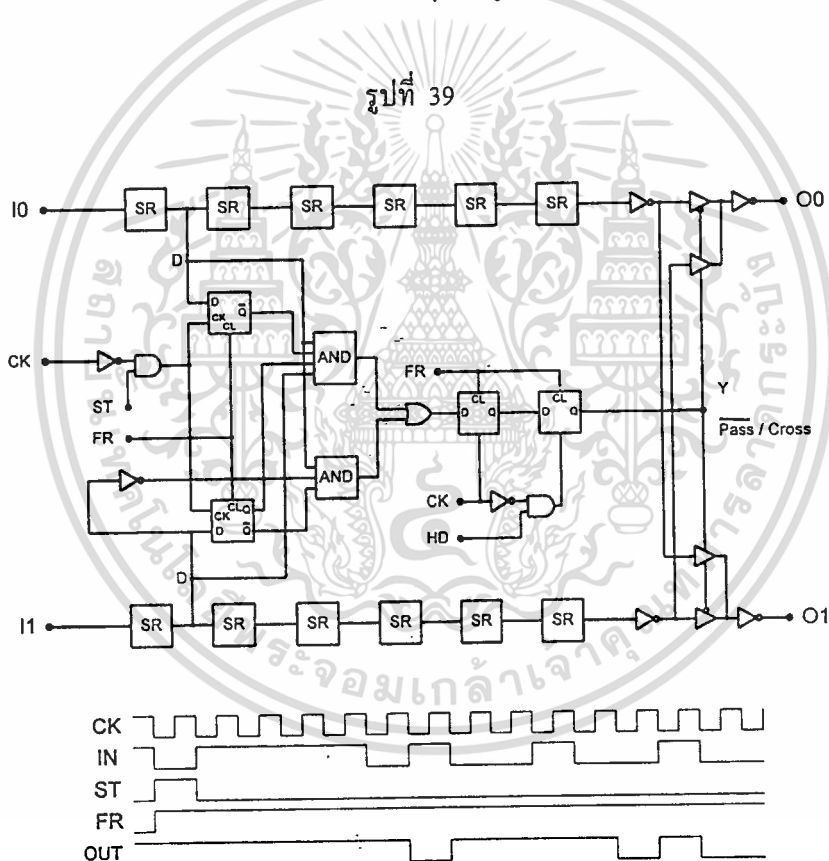 รูปที่ 39
I0
SR SR SR SR SR SR
O0
D
D
CK
CL
Q
CK
ST
FR
AND
FR
CL
D Q
CL
D Q
Y
Pass / Cross
AND
CK
HD
CL Q
CK
D Q
D
I1
SR SR SR SR SR SR
O1
CK
IN
ST
FR
OUT